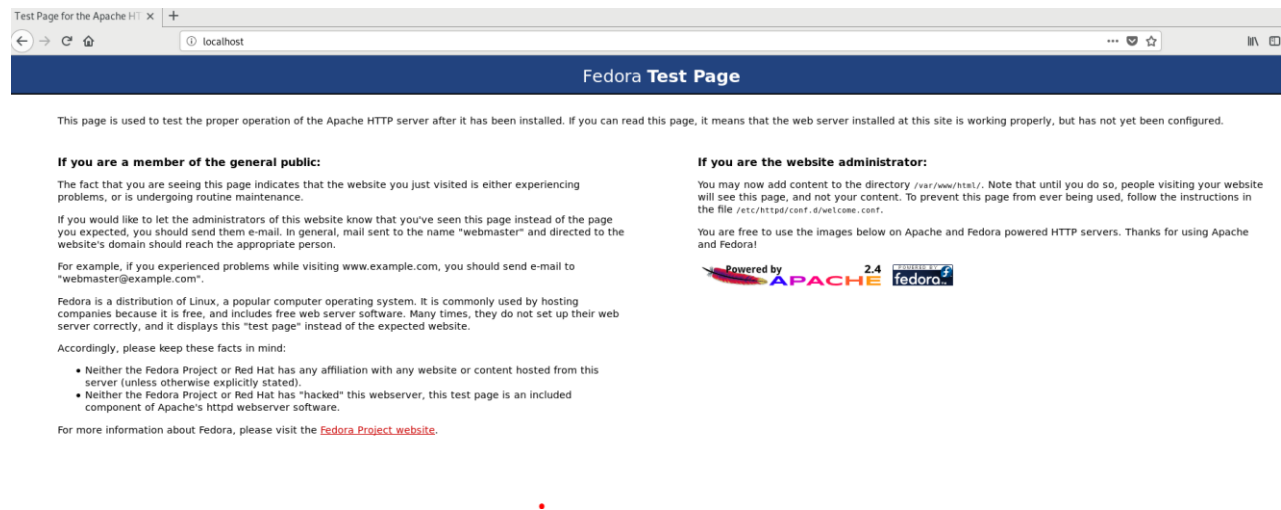 Test Page for the Apache HT
localhost
Fedora Test Page
This page is used to test the proper operation of the Apache HTTP server after it has been installed. If you can read this page, it means that the web server installed at this site is working properly, but has not yet been configured.
If you are a member of the general public:
The fact that you are seeing this page indicates that the website you just visited is either experiencing
problems, or is undergoing routine maintenance.
If you would like to let the administrators of this website know that you've seen this page instead of the page
you expected, you should send them e-mail. In general, mail sent to the name "webmaster" and directed to the
website's domain should reach the appropriate person.
For example, if you experienced problems while visiting www.example.com, you should send e-mail to
"webmaster@example.com".
Fedora is a distribution of Linux, a popular computer operating system. It is commonly used by hosting
companies because it is free, and includes free web server software. Many times, they do not set up their web
server correctly, and it displays this "test page" instead of the expected website.
Accordingly, please keep these facts in mind:
• Neither the Fedora Project or Red Hat has any affiliation with any website or content hosted from this
server (unless otherwise explicitly stated).
• Neither the Fedora Project or Red Hat has "hacked" this webserver, this test page is an included
component of Apache's httpd webserver software.
For more information about Fedora, please visit the Fedora Project website.
If you are the website administrator:
You may now add content to the directory /var/www/html/. Note that until you do so, people visiting your website
will see this page, and not your content. To prevent this page from ever being used, follow the instructions in
the file /etc/httpd/conf.d/welcome.conf.
You are free to use the images below on Apache and Fedora powered HTTP servers. Thanks for using Apache
and Fedora!
Powered by 2.4
APACHE
POWERED BY
fedora